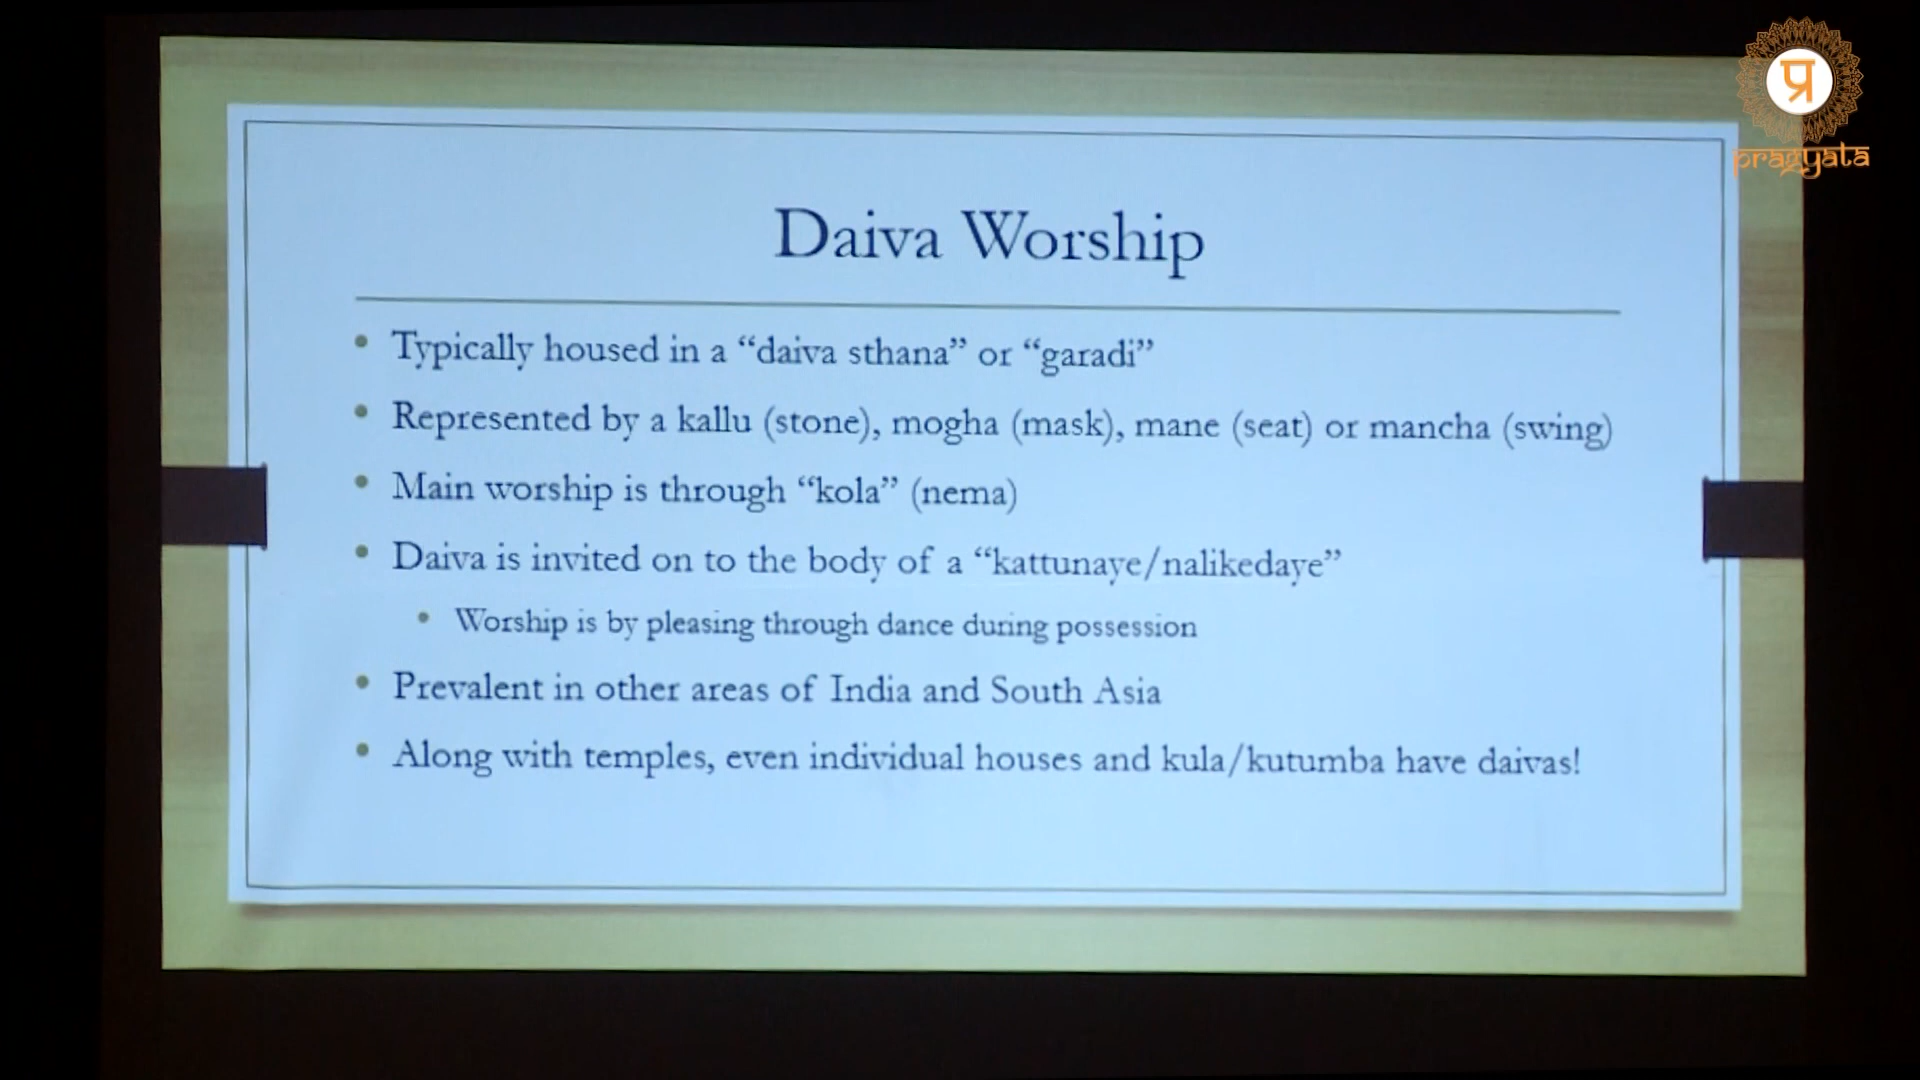 प्र
pragyata
Daiva Worship
• Typically housed in a “daiva sthana” or “garadi”
• Represented by a kallu (stone), mogha (mask), mane (seat) or mancha (swing)
• Main worship is through “kola” (nema)
• Daiva is invited on to the body of a “kattunaye/nalikedaye”
• Worship is by pleasing through dance during possession
• Prevalent in other areas of India and South Asia
• Along with temples, even individual houses and kula/kutumba have daivas!